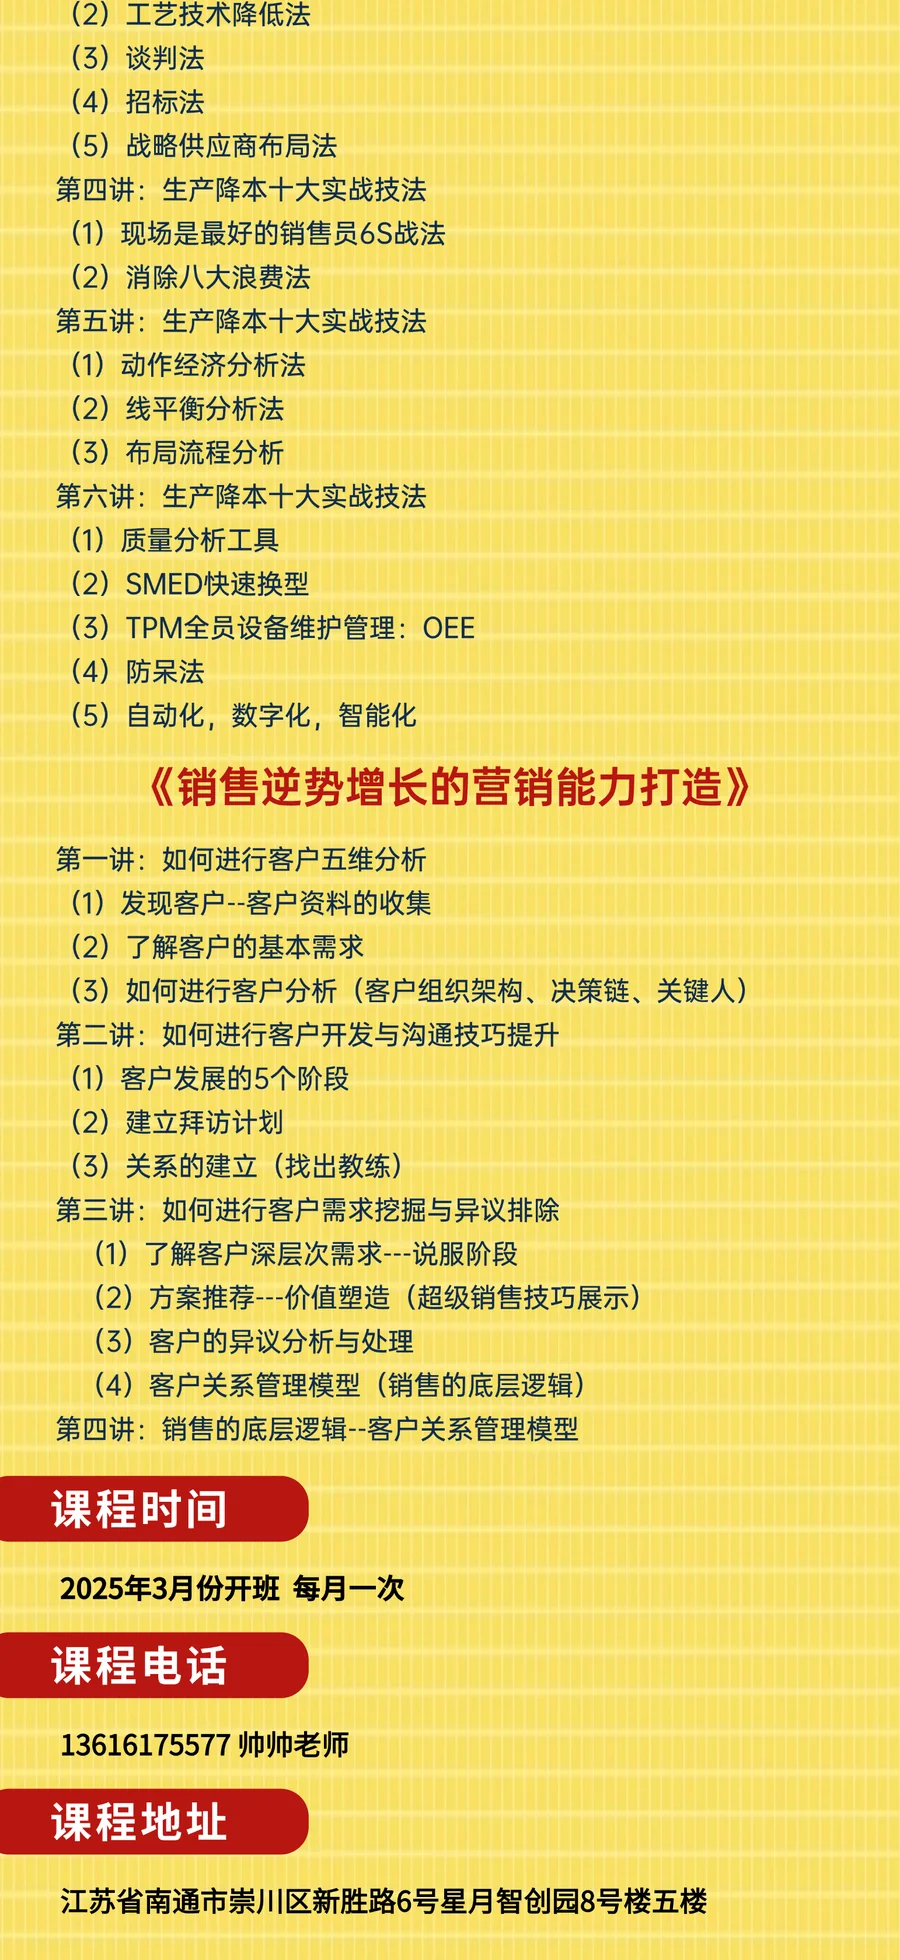 （2）工艺技术降低法
（3）谈判法
（4）招标法
（5）战略供应商布局法
第四讲：生产降本十大实战技法
（1）现场是最好的销售员6S战法
（2）消除八大浪费法
第五讲：生产降本十大实战技法
（1）动作经济分析法
（2）线平衡分析法
（3）布局流程分析
第六讲：生产降本十大实战技法
（1）质量分析工具
（2）SMED快速换型
（3）TPM全员设备维护管理：OEE
（4）防呆法
（5）自动化，数字化，智能化
《销售逆势增长的营销能力打造》
第一讲：如何进行客户五维分析
（1）发现客户--客户资料的收集
（2）了解客户的基本需求
（3）如何进行客户分析（客户组织架构、决策链、关键人）
第二讲：如何进行客户开发与沟通技巧提升
（1）客户发展的5个阶段
（2）建立拜访计划
（3）关系的建立（找出教练）
第三讲：如何进行客户需求挖掘与异议排除
（1）了解客户深层次需求---说服阶段
（2）方案推荐---价值塑造（超级销售技巧展示）
（3）客户的异议分析与处理
（4）客户关系管理模型（销售的底层逻辑）
第四讲：销售的底层逻辑--客户关系管理模型
课程时间
2025年3月份开班 每月一次
课程电话
13616175577 帅帅老师
课程地址
江苏省南通市崇川区新胜路6号星月智创园8号楼五楼